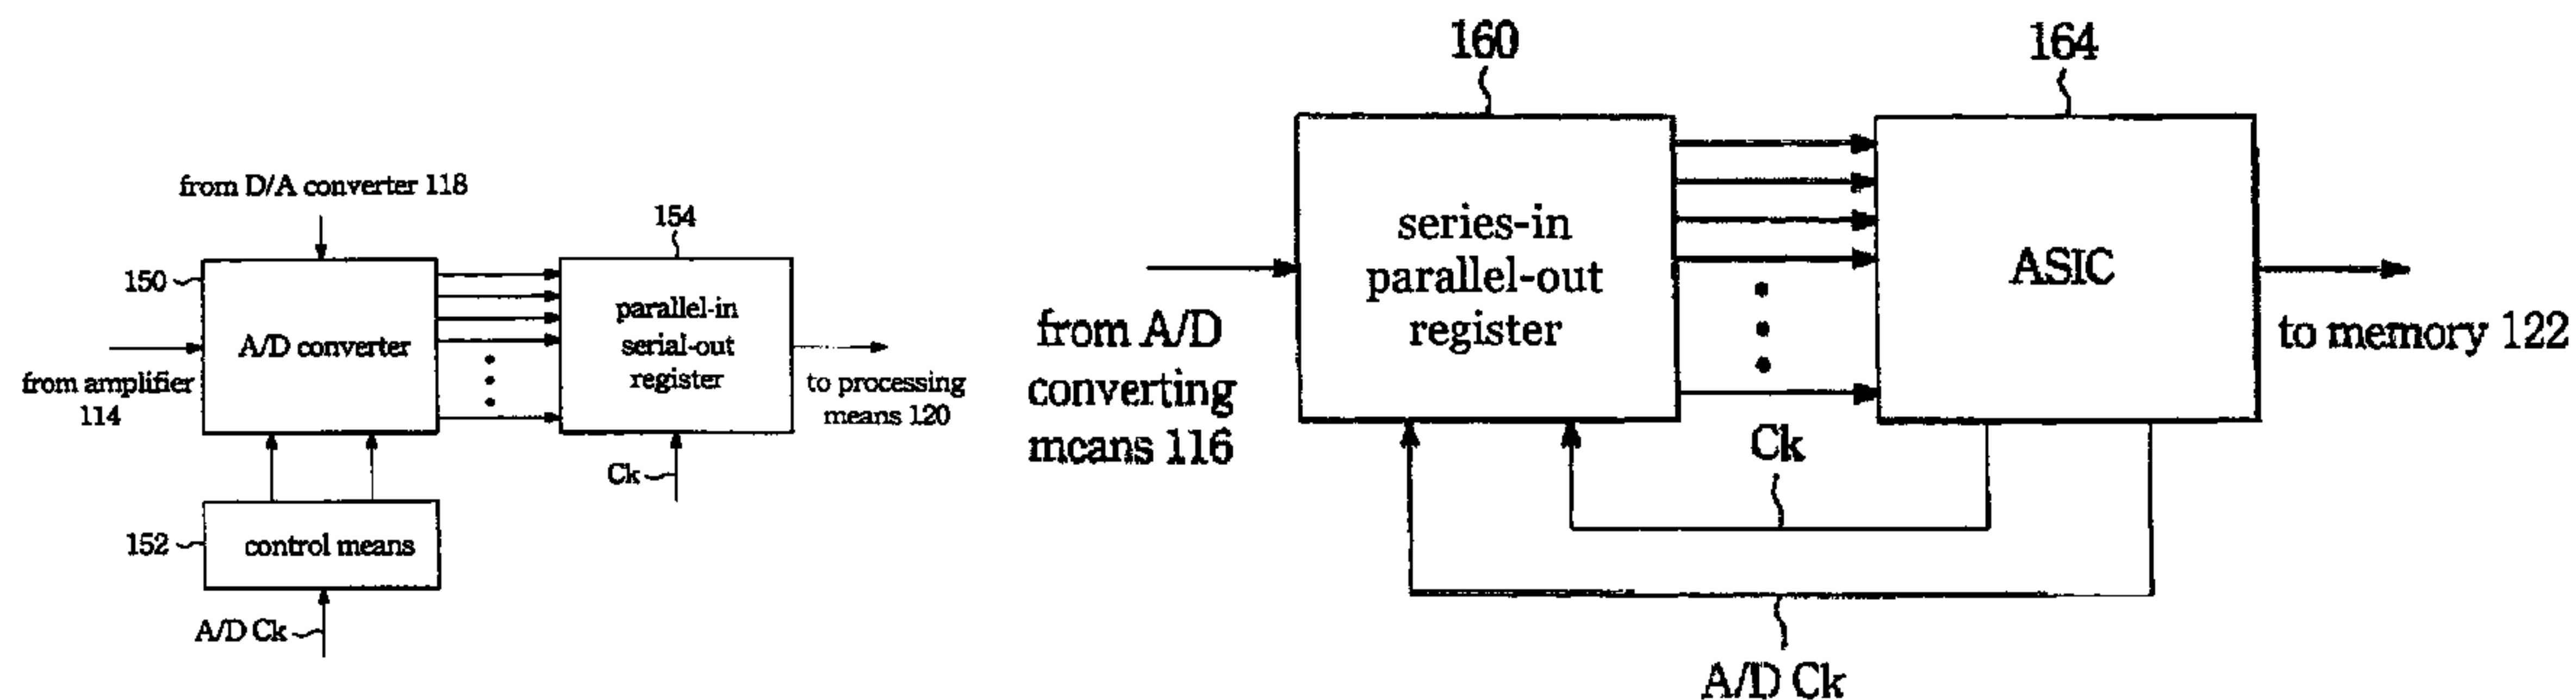 from D/A converter 118
150
A/D converter
from amplifier
114
154
parallel-in
serial-out
register
to processing
means 120
Ck
152
control means
A/D Ck
160
series-in
parallel-out
register
from A/D
converting
means 116
164
ASIC
to memory 122
Ck
A/D Ck